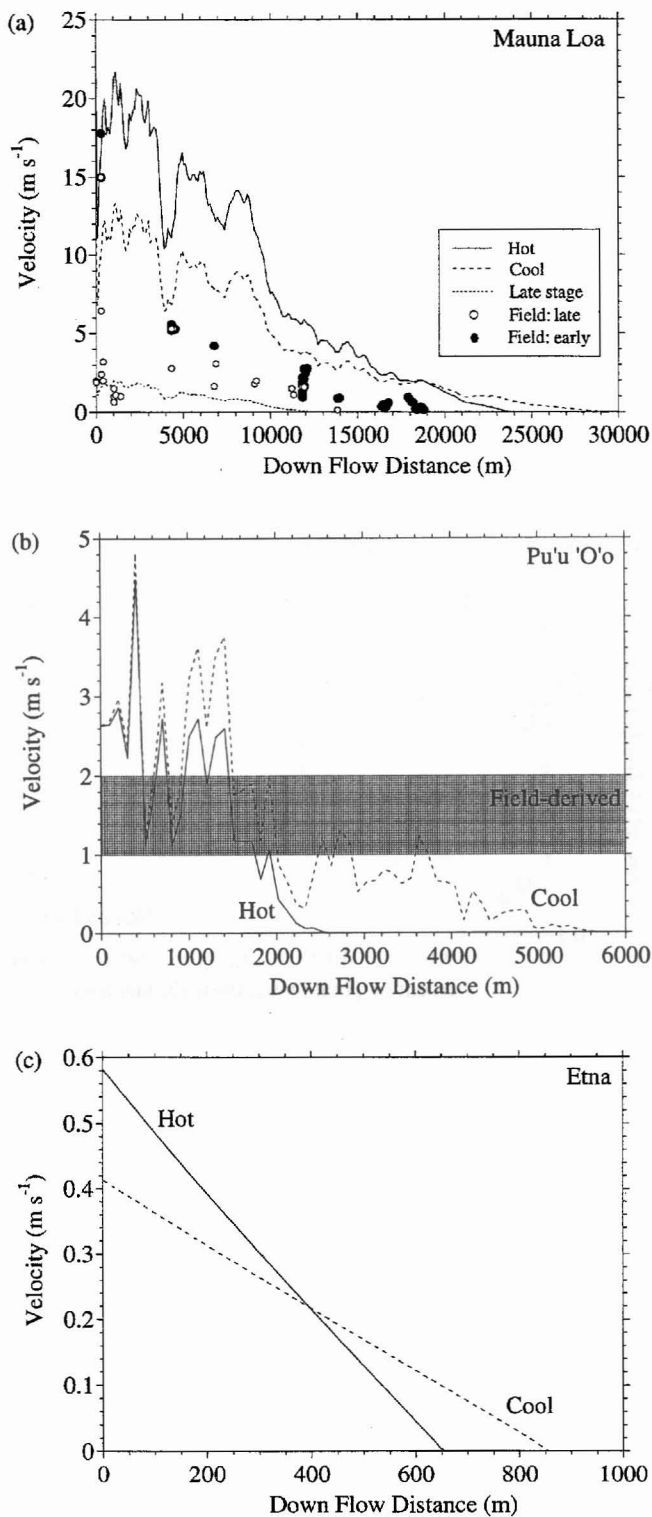 (a)
Mauna Loa
25
20
15
10
5
0
Velocity (m s⁻¹)
Hot
Cool
Late stage
Field: late
Field: early
0 5000 10000 15000 20000 25000 30000
Down Flow Distance (m)
(b)
Pu'u 'O'o
5
4
3
2
1
0
Velocity (m s⁻¹)
Field-derived
Hot
Cool
0 1000 2000 3000 4000 5000 6000
Down Flow Distance (m)
(c)
Etna
0.6
0.5
0.4
0.3
0.2
0.1
0
Velocity (m s⁻¹)
Hot
Cool
0 200 400 600 800 1000
Down Flow Distance (m)